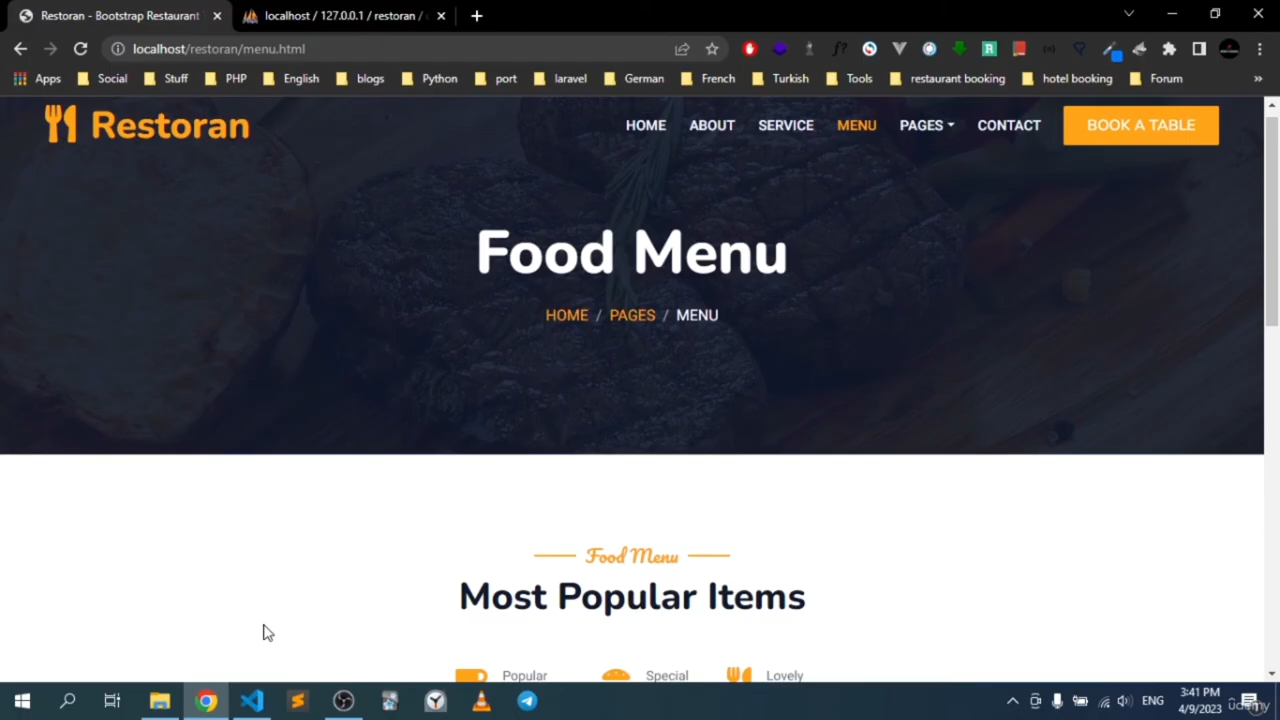 Restoran - Bootstrap Restaurant
localhost / 127.0.0.1 / restoran /
localhost/restoran/menu.html
Apps Social Stuff PHP English blogs Python port laravel German French Turkish Tools restaurant booking hotel booking Forum »
Restoran
HOME ABOUT SERVICE MENU PAGES CONTACT BOOK A TABLE
Food Menu
HOME / PAGES / MENU
Food Menu
Most Popular Items
Popular Special Lovely
ENG
3:41 PM
4/9/2023
udemy